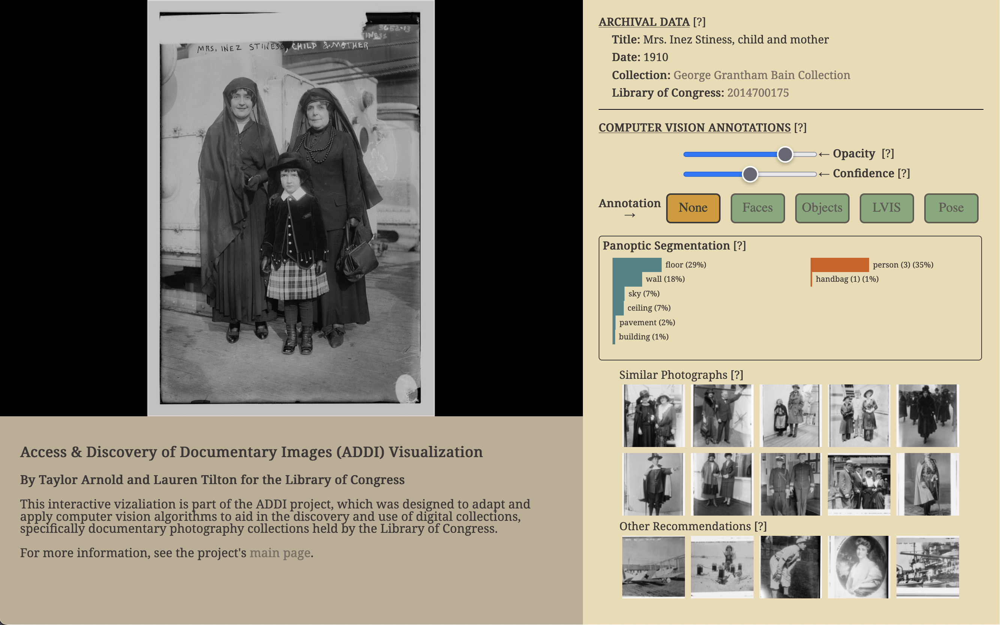 3652-13
TINESS
MRS. INEZ STINESS, CHILD & MOTHER
Access & Discovery of Documentary Images (ADDI) Visualization
By Taylor Arnold and Lauren Tilton for the Library of Congress
This interactive vizaliation is part of the ADDI project, which was designed to adapt and
apply computer vision algorithms to aid in the discovery and use of digital collections,
specifically documentary photography collections held by the Library of Congress.
For more information, see the project's main page.
ARCHIVAL DATA [?]
Title: Mrs. Inez Stiness, child and mother
Date: 1910
Collection: George Grantham Bain Collection
Library of Congress: 2014700175
COMPUTER VISION ANNOTATIONS [?]
← Opacity [?]
← Confidence [?]
Annotation → None Faces Objects LVIS Pose
Panoptic Segmentation [?]
floor (29%)
wall (18%)
sky (7%)
ceiling (7%)
pavement (2%)
building (1%)
person (3) (35%)
handbag (1) (1%)
Similar Photographs [?]
Other Recommendations [?]